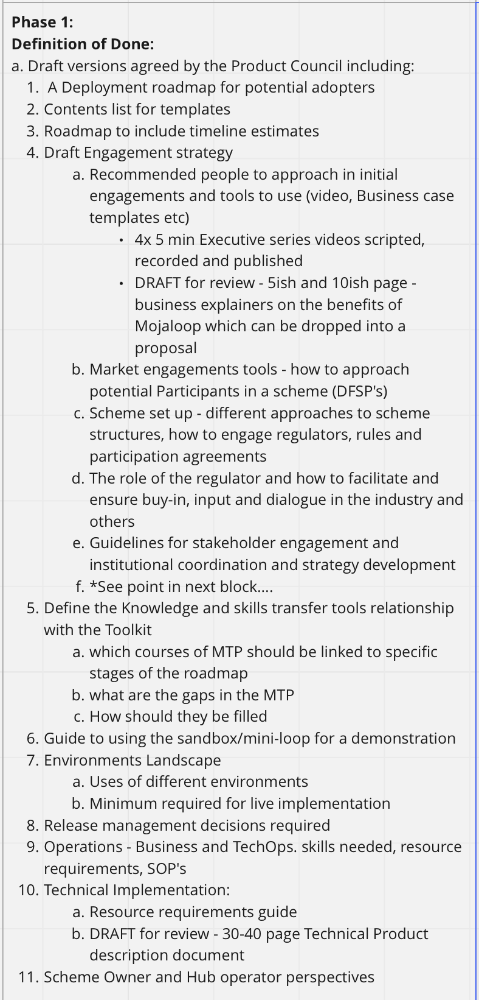 Phase 1:
Definition of Done:
a. Draft versions agreed by the Product Council including:
1. A Deployment roadmap for potential adopters
2. Contents list for templates
3. Roadmap to include timeline estimates
4. Draft Engagement strategy
a. Recommended people to approach in initial
engagements and tools to use (video, Business case
templates etc)
• 4x 5 min Executive series videos scripted,
recorded and published
• DRAFT for review - 5ish and 10ish page -
business explainers on the benefits of
Mojaloop which can be dropped into a
proposal
b. Market engagements tools - how to approach
potential Participants in a scheme (DFSP's)
c. Scheme set up - different approaches to scheme
structures, how to engage regulators, rules and
participation agreements
d. The role of the regulator and how to facilitate and
ensure buy-in, input and dialogue in the industry and
others
e. Guidelines for stakeholder engagement and
institutional coordination and strategy development
f. *See point in next block....
5. Define the Knowledge and skills transfer tools relationship
with the Toolkit
a. which courses of MTP should be linked to specific
stages of the roadmap
b. what are the gaps in the MTP
c. How should they be filled
6. Guide to using the sandbox/mini-loop for a demonstration
7. Environments Landscape
a. Uses of different environments
b. Minimum required for live implementation
8. Release management decisions required
9. Operations - Business and TechOps. skills needed, resource
requirements, SOP's
10. Technical Implementation:
a. Resource requirements guide
b. DRAFT for review - 30-40 page Technical Product
description document
11. Scheme Owner and Hub operator perspectives